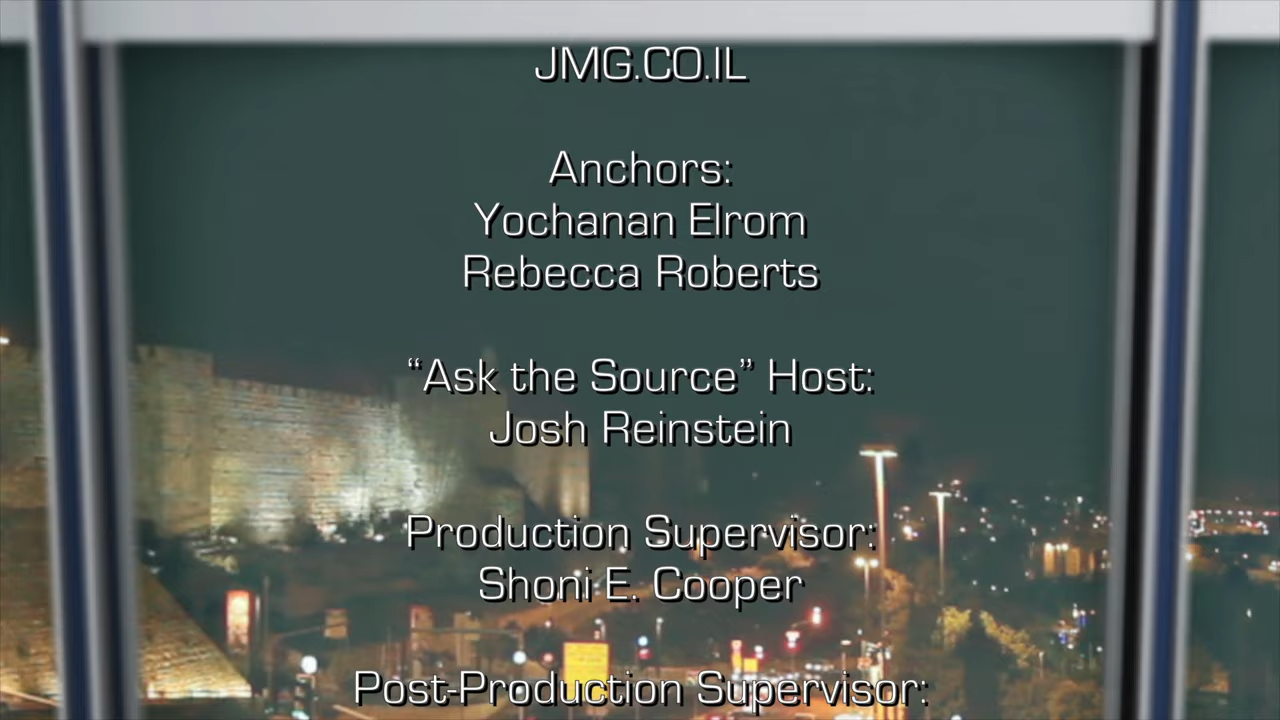 JMG.CO.IL
Anchors:
Yochanan Elrom
Rebecca Roberts
“Ask the Source” Host:
Josh Reinstein
Production Supervisor:
Shoni E. Cooper
Post-Production Supervisor: